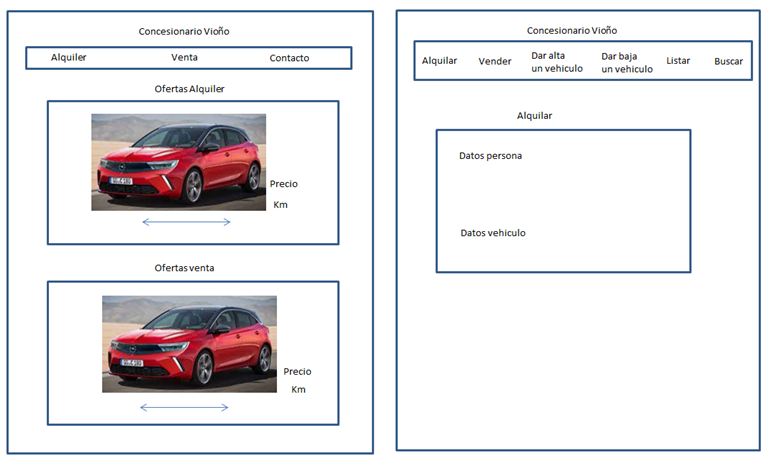 Concesionario Vioño
Alquiler Venta Contacto
Ofertas Alquiler
Precio
Km
Ofertas venta
Precio
Km
Concesionario Vioño
Alquilar Vender Dar alta un vehiculo Dar baja un vehiculo Listar Buscar
Alquilar
Datos persona
Datos vehiculo